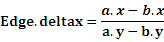 Edge.deltax = (a.x − b.x) / (a.y − b.y)